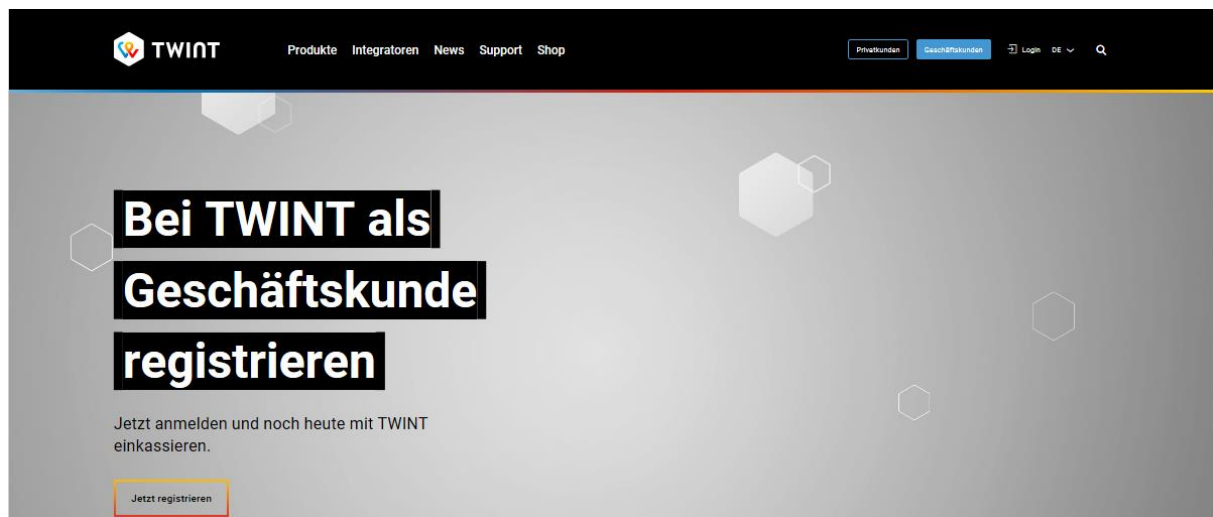 TWINT
Produkte Integratoren News Support Shop
Privatkunden Geschäftskunden Login DE
Bei TWINT als
Geschäftskunde
registrieren
Jetzt anmelden und noch heute mit TWINT
einkassieren.
Jetzt registrieren